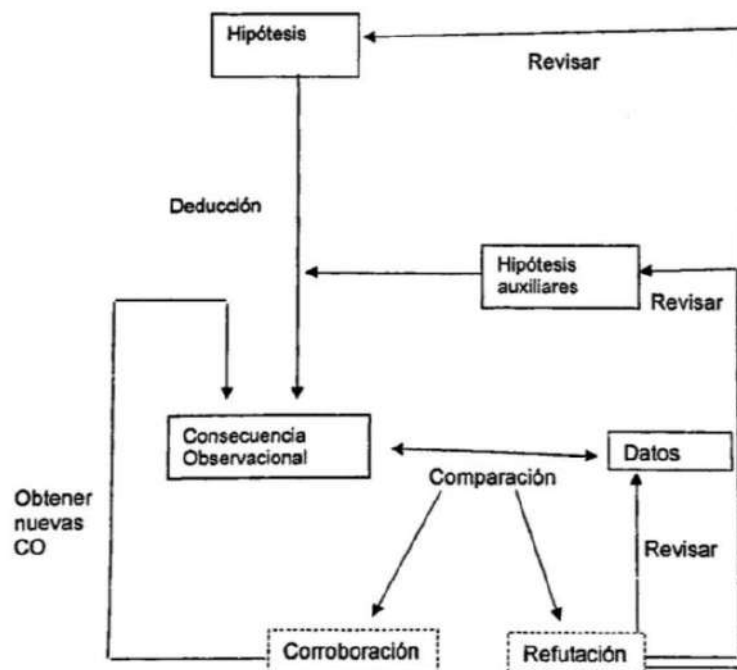 Hipótesis
Revisar
Deducción
Hipótesis
auxiliares
Revisar
Consecuencia
Observacional
Datos
Comparación
Obtener
nuevas
CO
Revisar
Corroboración
Refutación